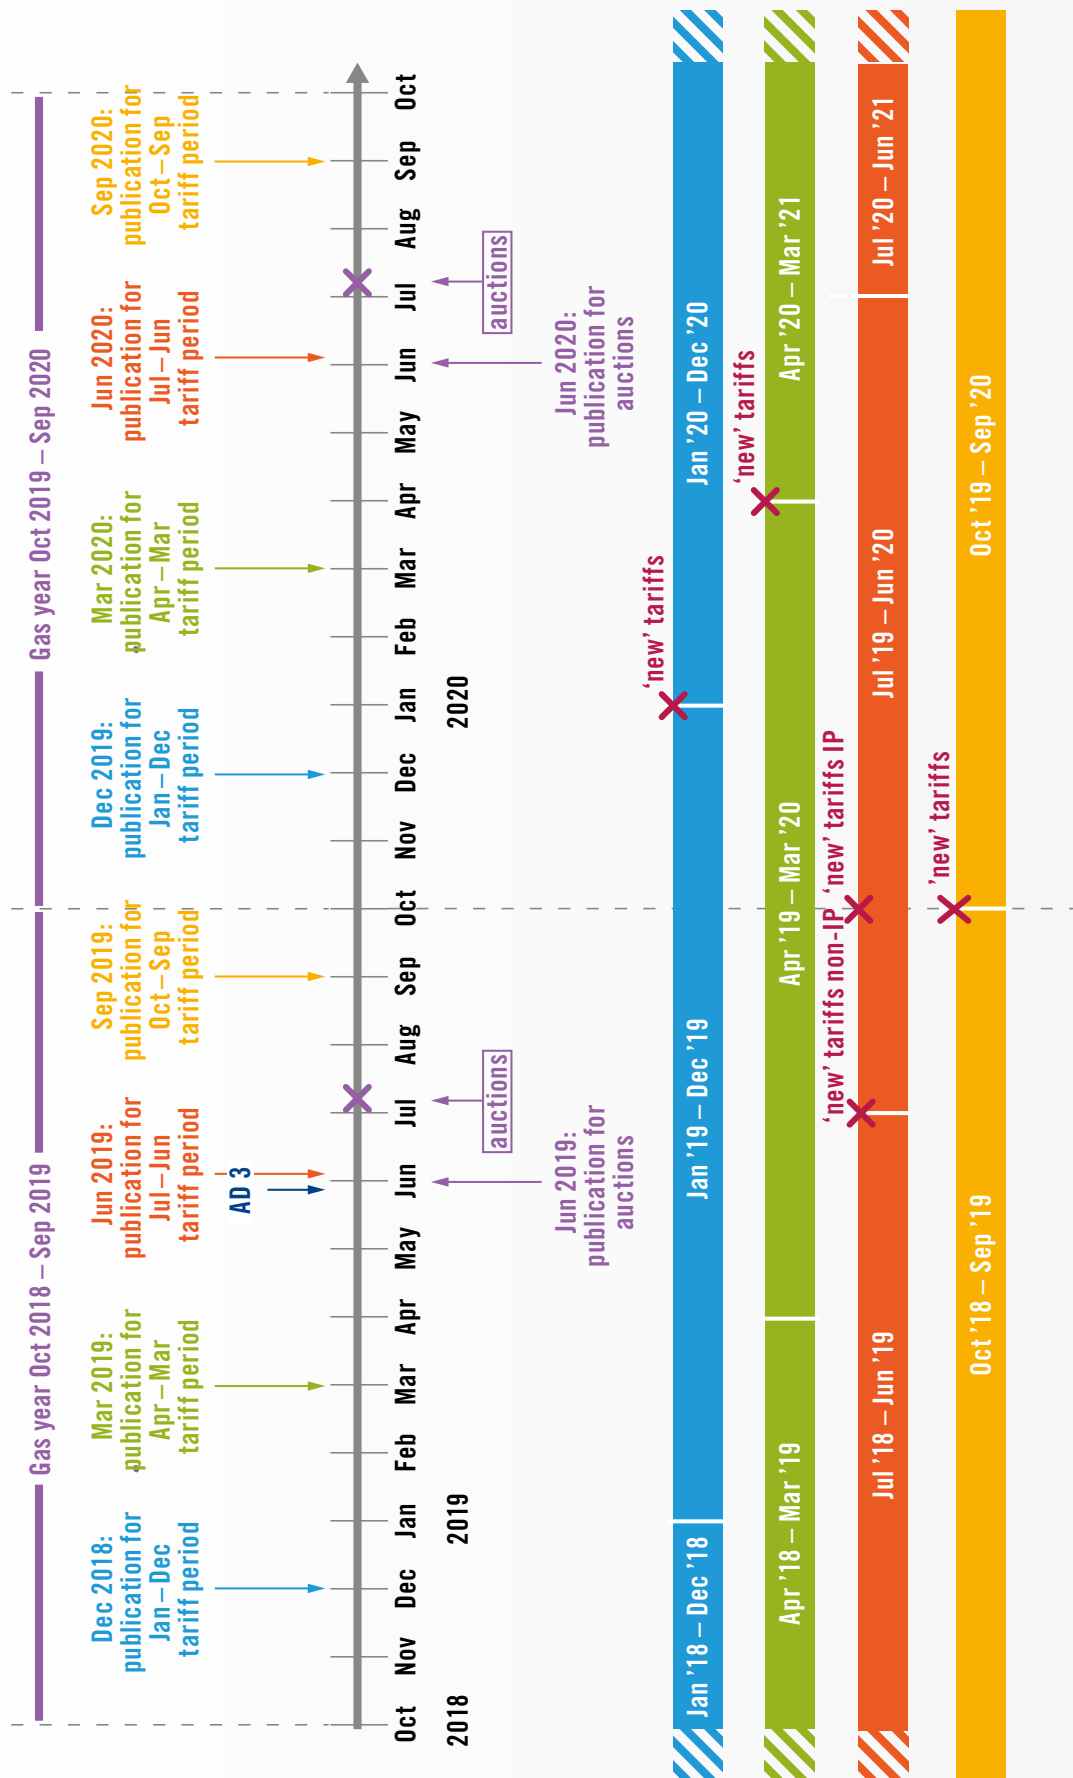 Gas year Oct 2018 – Sep 2019
Gas year Oct 2019 – Sep 2020
Dec 2018:
publication for
Jan – Dec
tariff period
Mar 2019:
publication for
Apr – Mar
tariff period
Jun 2019:
publication for
Jul – Jun
tariff period
Sep 2019:
publication for
Oct – Sep
tariff period
Dec 2019:
publication for
Jan – Dec
tariff period
Mar 2020:
publication for
Apr – Mar
tariff period
Jun 2020:
publication for
Jul – Jun
tariff period
Sep 2020:
publication for
Oct – Sep
tariff period
AD 3
Oct Nov Dec Jan Feb Mar Apr May Jun Jul Aug Sep Oct Nov Dec Jan Feb Mar Apr May Jun Jul Aug Sep Oct
2018 2019 2020
auctions
auctions
Jun 2019:
publication for
auctions
Jun 2020:
publication for
auctions
‘new’ tariffs
Jan ’18 – Dec ’18
Jan ’19 – Dec ’19
Jan ’20 – Dec ’20
‘new’ tariffs
Apr ’18 – Mar ’19
Apr ’19 – Mar ’20
Apr ’20 – Mar ’21
‘new’ tariffs non-IP
‘new’ tariffs IP
Jul ’18 – Jun ’19
Jul ’19 – Jun ’20
Jul ’20 – Jun ’21
’new’ tariffs
Oct ’18 – Sep ’19
Oct ’19 – Sep ’20